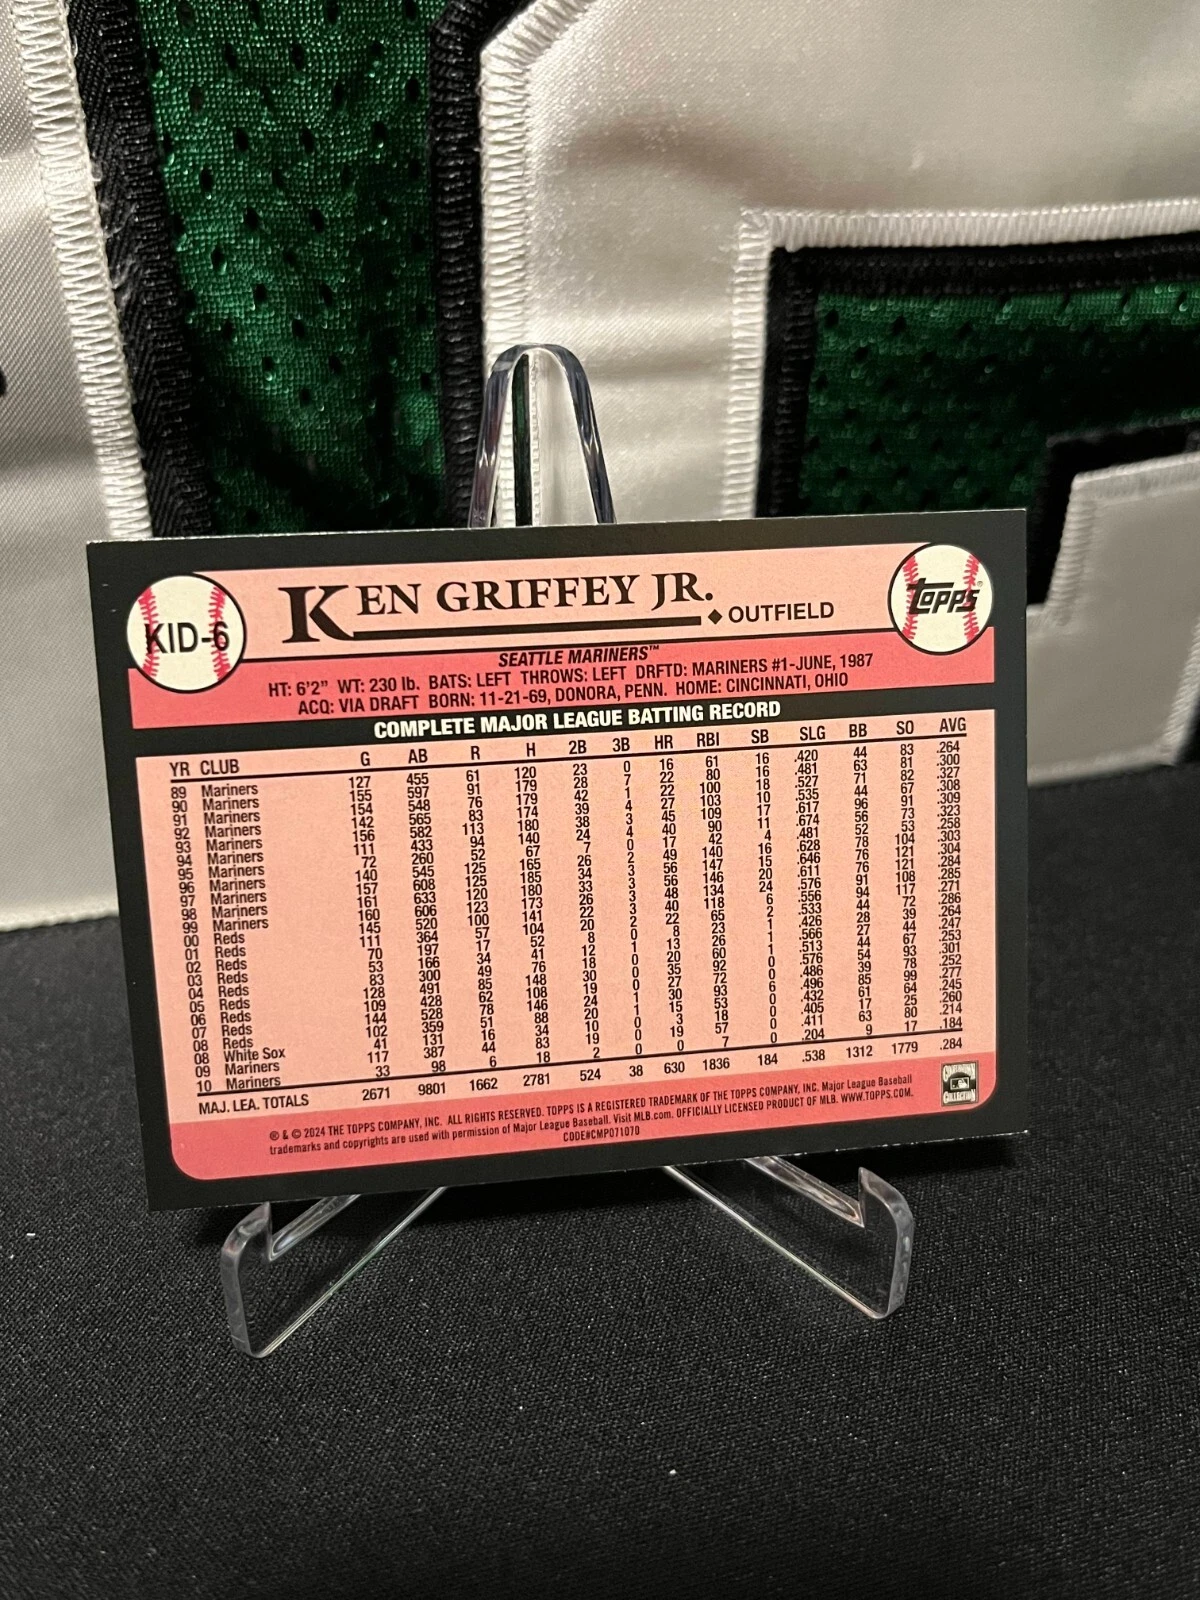 KID-6
KEN GRIFFEY JR.
◆ OUTFIELD
TOPPS®
SEATTLE MARINERS™
HT: 6'2" WT: 230 lb. BATS: LEFT THROWS: LEFT DRFTD: MARINERS #1-JUNE, 1987
ACQ: VIA DRAFT BORN: 11-21-69, DONORA, PENN. HOME: CINCINNATI, OHIO
COMPLETE MAJOR LEAGUE BATTING RECORD
YR CLUB G AB R H 2B 3B HR RBI SB SLG BB SO AVG
89 Mariners 127 455 61 120 23 0 16 61 16 .420 44 83 .264
90 Mariners 155 597 91 179 28 7 22 80 16 .481 63 81 .300
91 Mariners 154 548 76 179 42 1 22 100 18 .527 71 82 .327
92 Mariners 142 565 83 174 39 4 27 103 10 .535 44 67 .308
93 Mariners 156 582 113 180 38 3 45 109 17 .617 96 91 .309
94 Mariners 111 433 94 140 24 4 40 90 11 .674 56 73 .323
95 Mariners 72 260 52 67 7 0 17 42 4 .481 52 53 .258
96 Mariners 140 545 125 165 26 2 49 140 16 .628 78 104 .303
97 Mariners 157 608 125 185 34 3 56 147 15 .646 76 121 .304
98 Mariners 161 633 120 180 33 3 56 146 20 .611 76 121 .284
99 Mariners 160 606 123 173 26 3 48 134 24 .576 91 108 .285
00 Reds 145 520 100 141 22 3 40 118 6 .556 94 117 .271
01 Reds 111 364 57 104 20 2 22 65 2 .533 44 72 .286
02 Reds 70 197 17 52 8 0 8 23 1 .426 28 39 .264
03 Reds 53 166 34 41 12 1 13 26 1 .566 27 44 .247
04 Reds 83 300 49 76 18 0 20 60 1 .513 44 67 .253
05 Reds 128 491 85 148 30 0 35 92 0 .576 54 93 .301
06 Reds 109 428 62 108 19 0 27 72 0 .486 39 78 .252
07 Reds 144 528 78 146 24 1 30 93 6 .496 85 99 .277
08 Reds 102 359 51 88 20 1 15 53 0 .432 61 64 .245
08 White Sox 41 131 16 34 10 0 3 18 0 .405 17 25 .260
09 Mariners 117 387 44 83 19 0 19 57 0 .411 63 80 .214
10 Mariners 33 98 6 18 2 0 0 7 0 .204 9 17 .184
MAJ. LEA. TOTALS 2671 9801 1662 2781 524 38 630 1836 184 .538 1312 1779 .284
® & © 2024 THE TOPPS COMPANY, INC. ALL RIGHTS RESERVED. TOPPS IS A REGISTERED TRADEMARK OF THE TOPPS COMPANY, INC. Major League Baseball
trademarks and copyrights are used with permission of Major League Baseball. Visit MLB.com. OFFICIALLY LICENSED PRODUCT OF MLB. WWW.TOPPS.COM.
CODE#CMP071070
COOPERSTOWN
COLLECTION